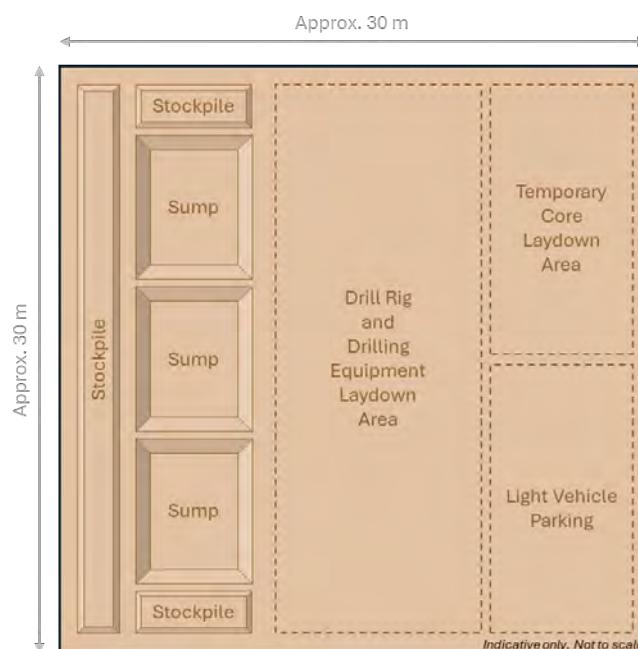 Approx. 30 m
Approx. 30 m
Stockpile
Stockpile
Sump
Sump
Sump
Stockpile
Drill Rig
and
Drilling
Equipment
Laydown
Area
Temporary
Core
Laydown
Area
Light Vehicle
Parking
Indicative only. Not to scale